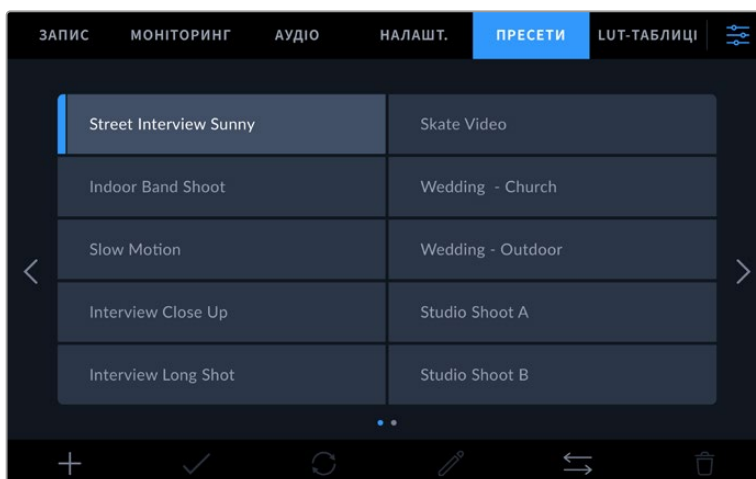 ЗАПИС МОНІТОРИНГ АУДІО НАЛАШТ. ПРЕСЕТИ LUT-ТАБЛИЦІ
Street Interview Sunny Skate Video
Indoor Band Shoot Wedding - Church
Slow Motion Wedding - Outdoor
Interview Close Up Studio Shoot A
Interview Long Shot Studio Shoot B